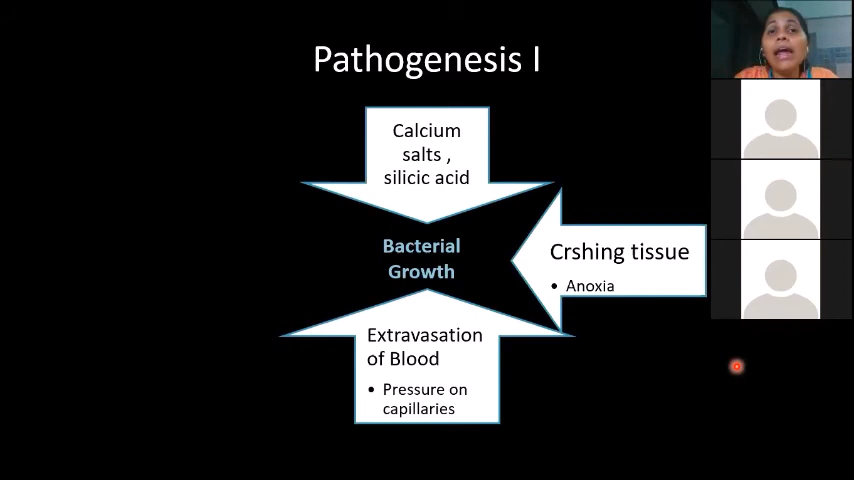 Pathogenesis I
Calcium
salts ,
silicic acid
Bacterial
Growth
Crshing tissue
• Anoxia
Extravasation
of Blood
• Pressure on
capillaries